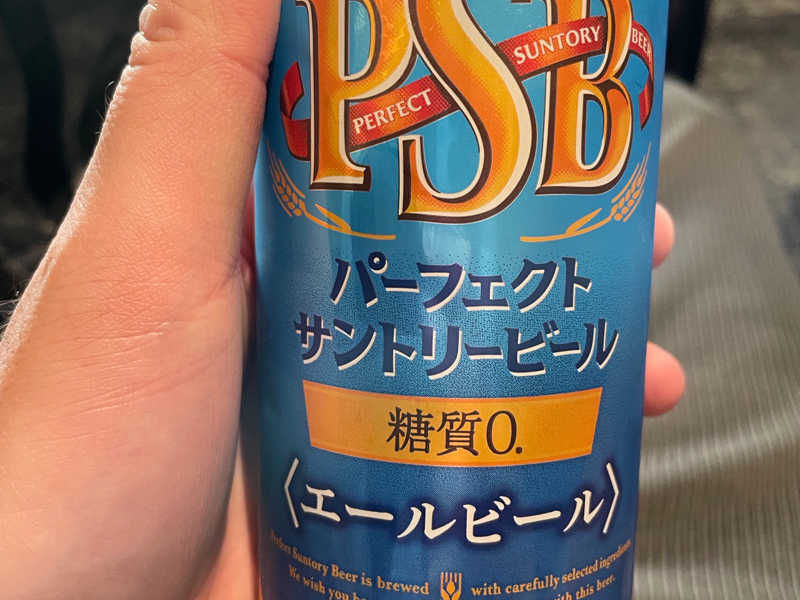 PSB
PERFECT SUNTORY BEER
パーフェクト
サントリービール
糖質0.
〈エールビール〉
Perfect Suntory Beer is brewed with carefully selected ingredients.
We wish you with this beer.